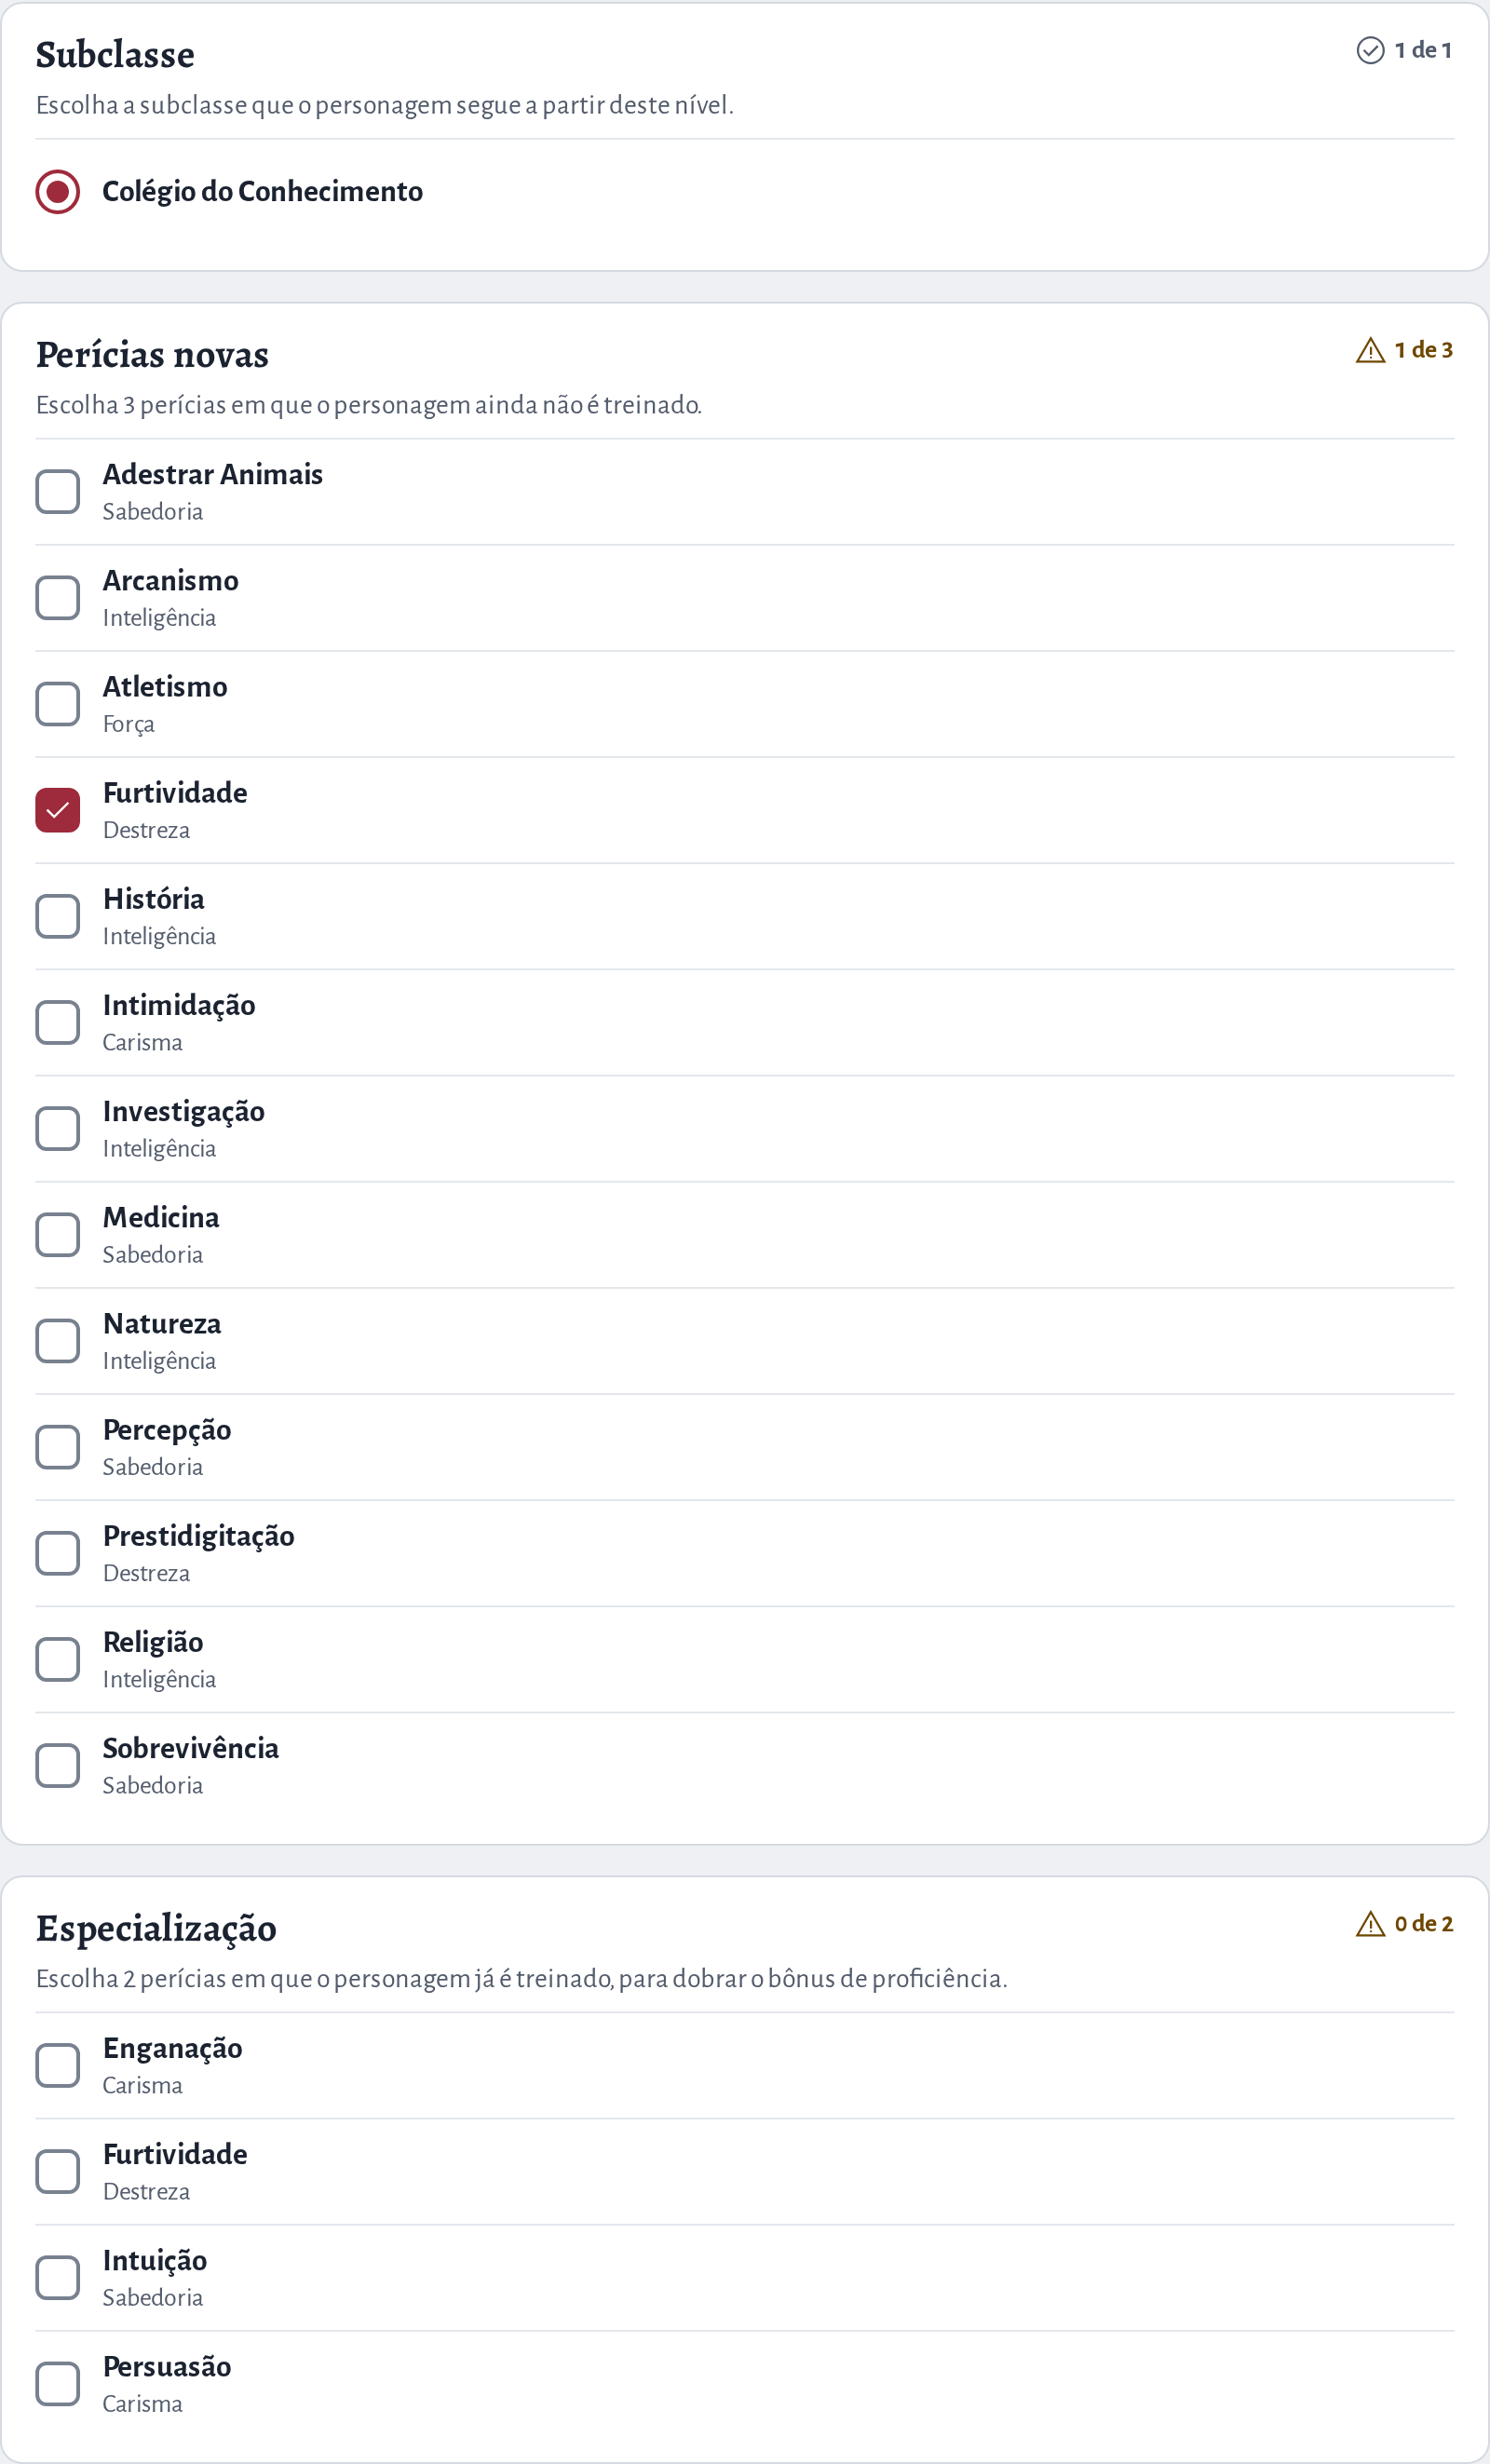 Subclasse
1 de 1
Escolha a subclasse que o personagem segue a partir deste nível.
Colégio do Conhecimento
Perícias novas
1 de 3
Escolha 3 perícias em que o personagem ainda não é treinado.
Adestrar Animais
Sabedoria
Arcanismo
Inteligência
Atletismo
Força
Furtividade
Destreza
História
Inteligência
Intimidação
Carisma
Investigação
Inteligência
Medicina
Sabedoria
Natureza
Inteligência
Percepção
Sabedoria
Prestidigitação
Destreza
Religião
Inteligência
Sobrevivência
Sabedoria
Especialização
0 de 2
Escolha 2 perícias em que o personagem já é treinado, para dobrar o bônus de proficiência.
Enganação
Carisma
Furtividade
Destreza
Intuição
Sabedoria
Persuasão
Carisma